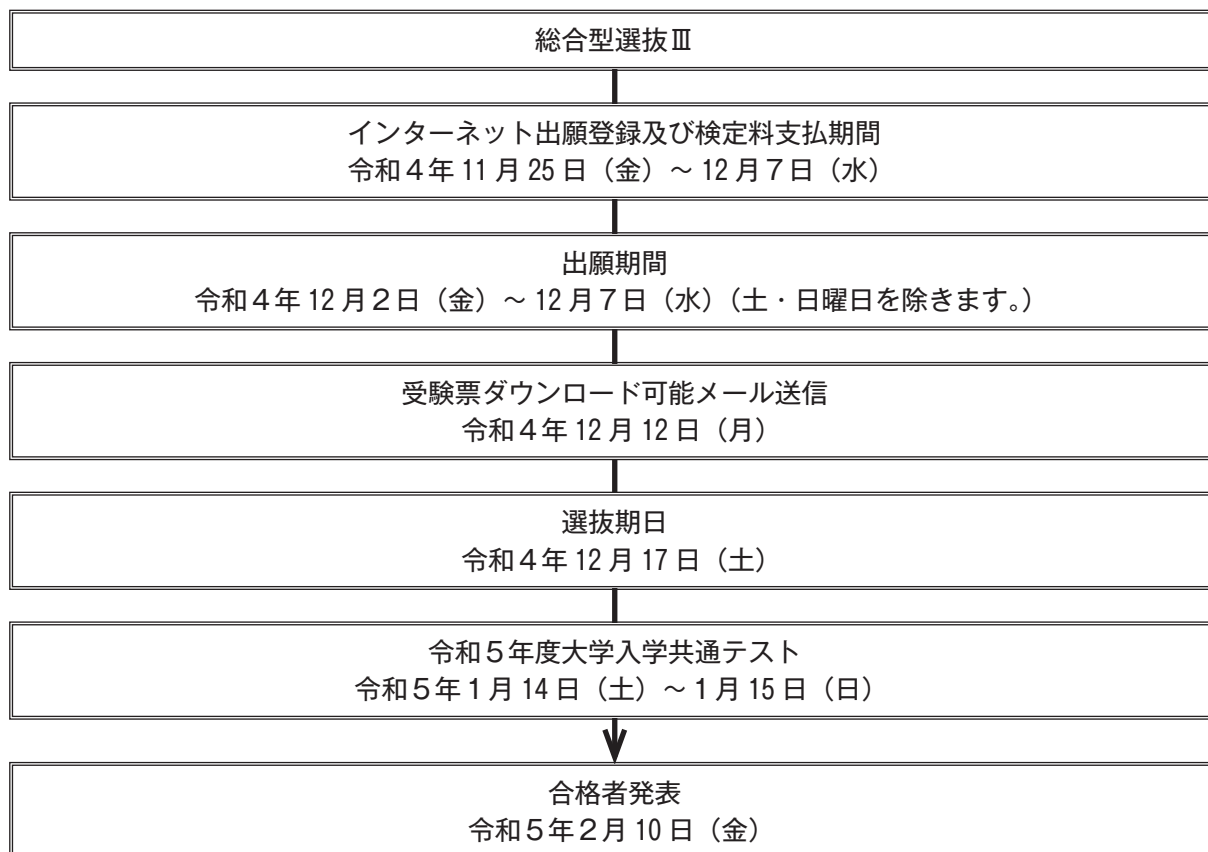 総合型選抜Ⅲ
インターネット出願登録及び検定料支払期間
令和４年 11 月 25 日（金）～ 12 月７日（水）
出願期間
令和４年 12 月２日（金）～ 12 月７日（水）（土・日曜日を除きます。）
受験票ダウンロード可能メール送信
令和４年 12 月 12 日（月）
選抜期日
令和４年 12 月 17 日（土）
令和５年度大学入学共通テスト
令和５年１月 14 日（土）～１月 15 日（日）
合格者発表
令和５年２月 10 日（金）